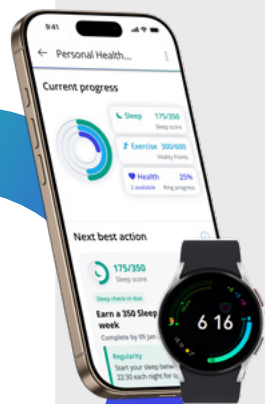 9:41
Personal Health...
Current progress
Sleep 175/350
Sleep score
Exercise 300/600
Vitality Points
Health 25%
1 available Ring progress
Next best action
175/350
Sleep score
Sleep check-in due
Earn a 350 Sleep
week
Complete by 09 Jan
Regularity
Start your sleep betw
22:30 each night for
6 16